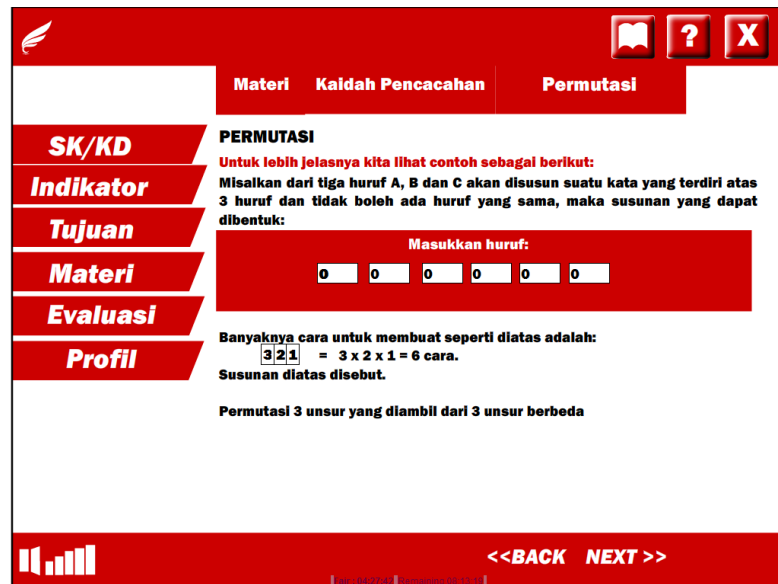 ? X
Materi Kaidah Pencacahan Permutasi
SK/KD
Indikator
Tujuan
Materi
Evaluasi
Profil
PERMUTASI
Untuk lebih jelasnya kita lihat contoh sebagai berikut:
Misalkan dari tiga huruf A, B dan C akan disusun suatu kata yang terdiri atas
3 huruf dan tidak boleh ada huruf yang sama, maka susunan yang dapat
dibentuk:
Masukkan huruf:
0 0 0 0 0 0
Banyaknya cara untuk membuat seperti diatas adalah:
3 2 1 = 3 x 2 x 1 = 6 cara.
Susunan diatas disebut.
Permutasi 3 unsur yang diambil dari 3 unsur berbeda
<<BACK NEXT >>